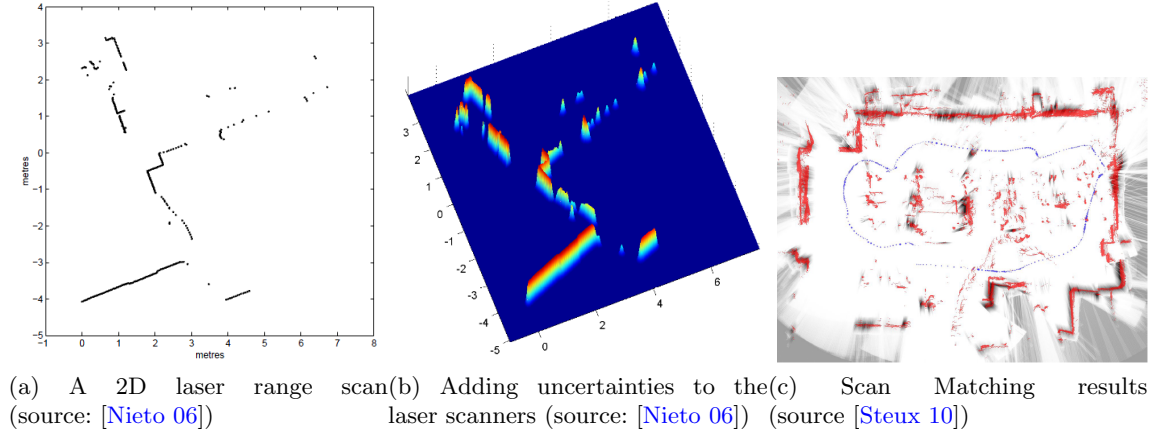 4
3
2
1
0
−1
−2
−3
−4
−5
metres
−1 0 1 2 3 4 5 6 7 8
metres
3
2
1
0
-1
-2
-3
-4
-5
0 2 4 6
(a) A 2D laser range scan
(source: [Nieto 06])
(b) Adding uncertainties to the
laser scanners (source: [Nieto 06])
(c) Scan Matching results
(source [Steux 10])